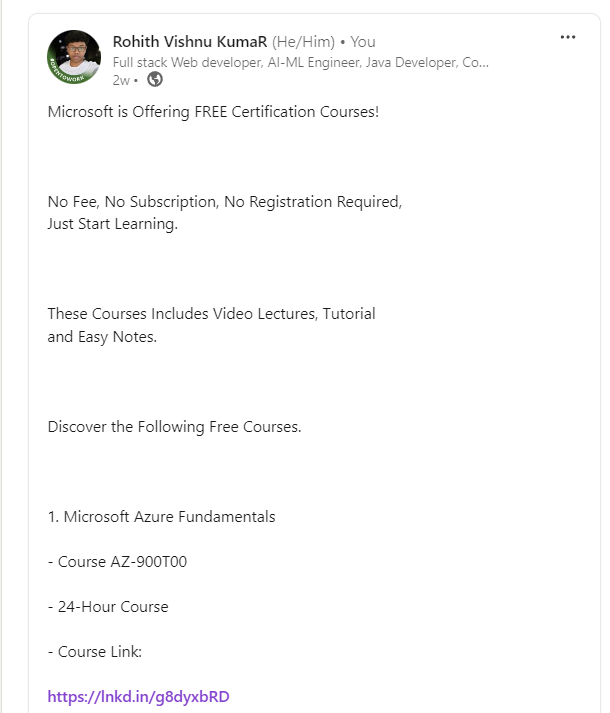 Rohith Vishnu KumaR (He/Him) • You
Full stack Web developer, AI-ML Engineer, Java Developer, Co...
2w •
Microsoft is Offering FREE Certification Courses!
No Fee, No Subscription, No Registration Required,
Just Start Learning.
These Courses Includes Video Lectures, Tutorial
and Easy Notes.
Discover the Following Free Courses.
1. Microsoft Azure Fundamentals
- Course AZ-900T00
- 24-Hour Course
- Course Link:
https://lnkd.in/g8dyxbRD
#OPENTOWORK